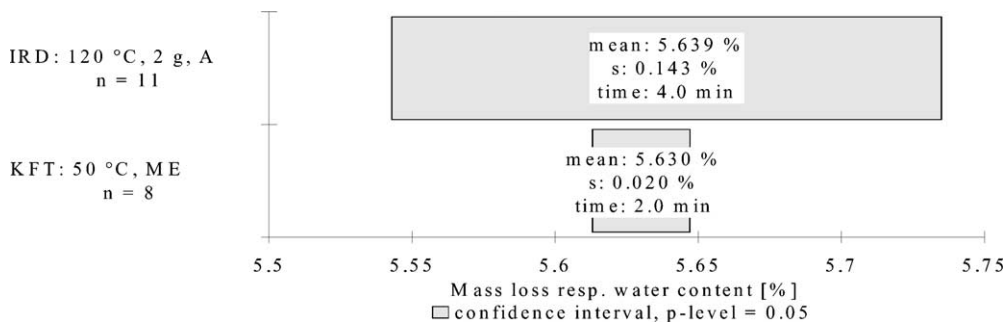 IRD: 120 °C, 2 g, A
n = 11
mean: 5.639 %
s: 0.143 %
time: 4.0 min
KFT: 50 °C, ME
n = 8
mean: 5.630 %
s: 0.020 %
time: 2.0 min
5.5 5.55 5.6 5.65 5.7 5.75
Mass loss resp. water content [%]
confidence interval, p-level = 0.05